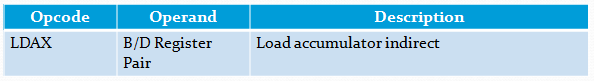 Opcode Operand Description
LDAX B/D Register Load accumulator indirect
Pair